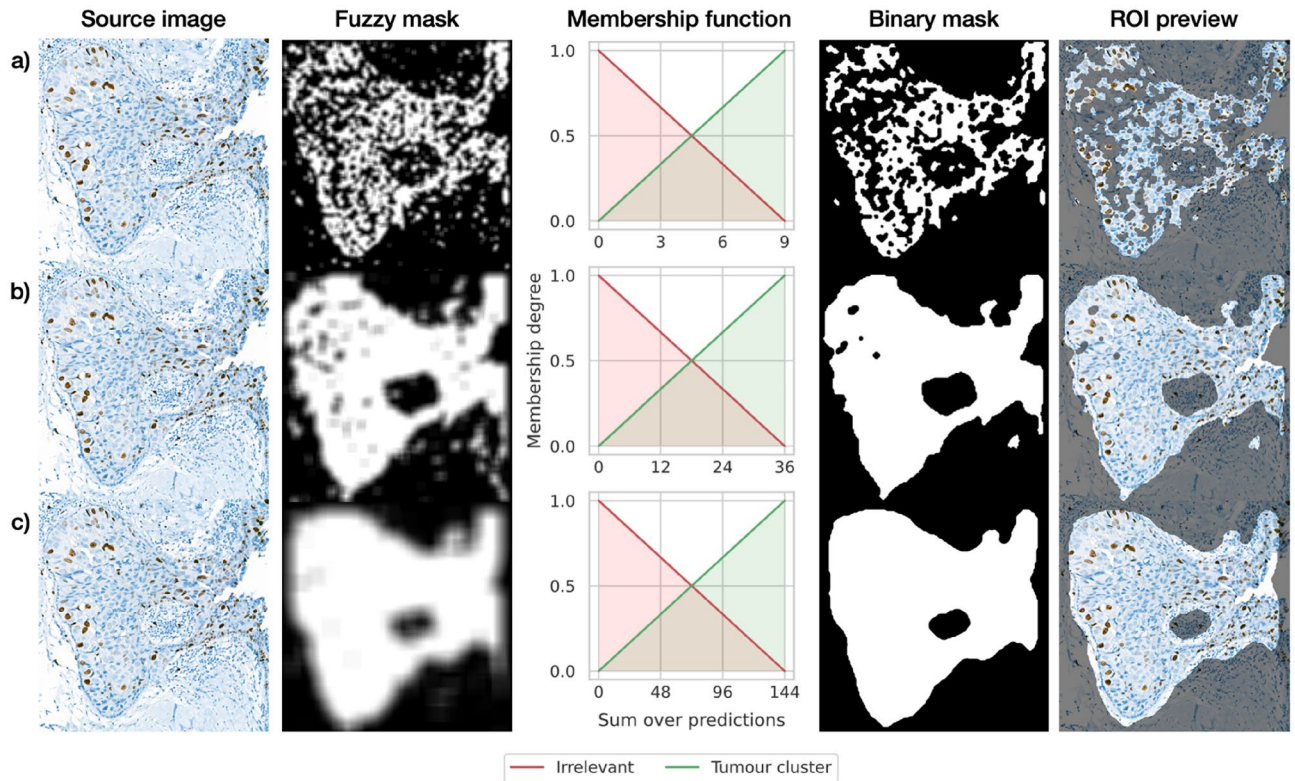 Source image Fuzzy mask Membership function Binary mask ROI preview
a)
1.0
0.5
0.0
0 3 6 9
b)
1.0
0.5
0.0
0 12 24 36
Membership degree
c)
1.0
0.5
0.0
0 48 96 144
Sum over predictions
Irrelevant Tumour cluster